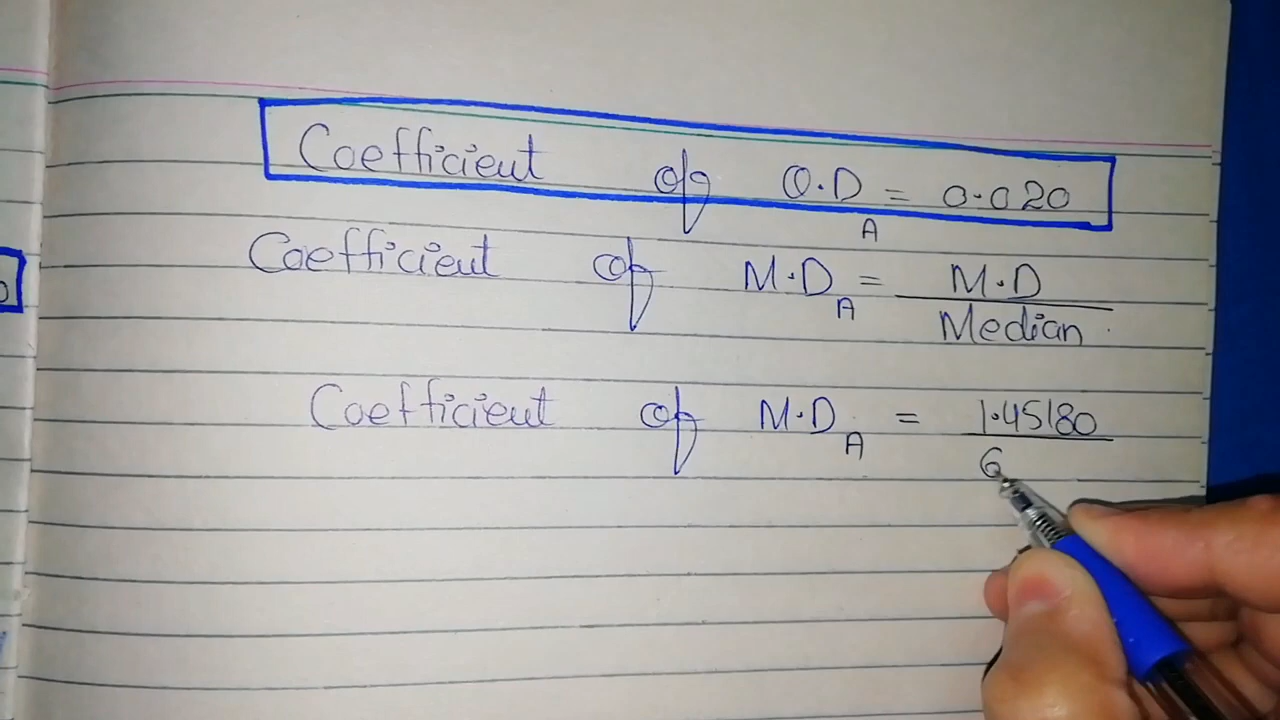 Coefficient of Q.D A = 0.020
Coefficient of M.D A = M.D
Median
Coefficient of M.D A = 1.45180
6